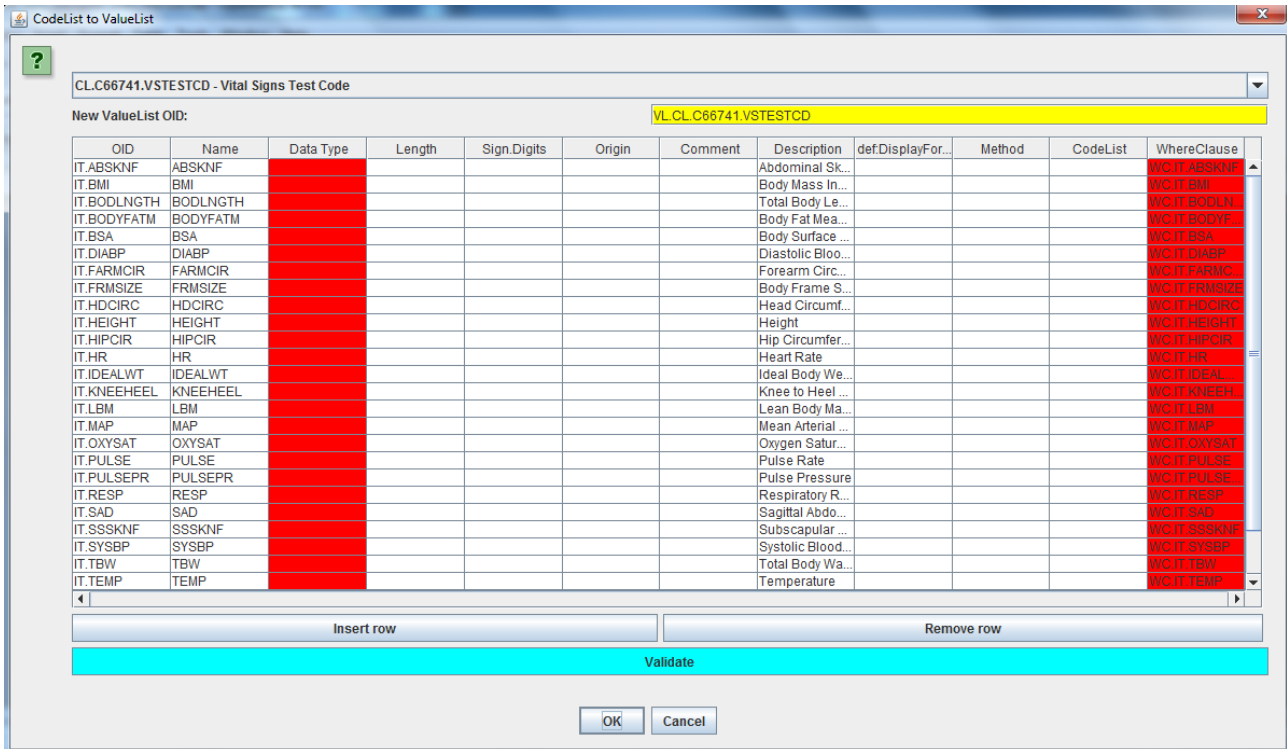 CodeList to ValueList
?
CL.C66741.VSTESTCD - Vital Signs Test Code
New ValueList OID: VL.CL.C66741.VSTESTCD
OID Name Data Type Length Sign.Digits Origin Comment Description def:DisplayFor... Method CodeList WhereClause
IT.ABSKNF ABSKNF Abdominal Sk... WC.IT.ABSKNF
IT.BMI BMI Body Mass In... WC.IT.BMI
IT.BODLNGTH BODLNGTH Total Body Le... WC.IT.BODLN...
IT.BODYFATM BODYFATM Body Fat Mea... WC.IT.BODYF...
IT.BSA BSA Body Surface ... WC.IT.BSA
IT.DIABP DIABP Diastolic Bloo... WC.IT.DIABP
IT.FARMCIR FARMCIR Forearm Circ... WC.IT.FARMC...
IT.FRMSIZE FRMSIZE Body Frame S... WC.IT.FRMSIZE
IT.HDCIRC HDCIRC Head Circumf... WC.IT.HDCIRC
IT.HEIGHT HEIGHT Height WC.IT.HEIGHT
IT.HIPCIR HIPCIR Hip Circumfer... WC.IT.HIPCIR
IT.HR HR Heart Rate WC.IT.HR
IT.IDEALWT IDEALWT Ideal Body We... WC.IT.IDEAL...
IT.KNEEHEEL KNEEHEEL Knee to Heel ... WC.IT.KNEEH...
IT.LBM LBM Lean Body Ma... WC.IT.LBM
IT.MAP MAP Mean Arterial ... WC.IT.MAP
IT.OXYSAT OXYSAT Oxygen Satur... WC.IT.OXYSAT
IT.PULSE PULSE Pulse Rate WC.IT.PULSE
IT.PULSEPR PULSEPR Pulse Pressure WC.IT.PULSE...
IT.RESP RESP Respiratory R... WC.IT.RESP
IT.SAD SAD Sagittal Abdo... WC.IT.SAD
IT.SSSKNF SSSKNF Subscapular ... WC.IT.SSSKNF
IT.SYSBP SYSBP Systolic Blood... WC.IT.SYSBP
IT.TBW TBW Total Body Wa... WC.IT.TBW
IT.TEMP TEMP Temperature WC.IT.TEMP
Insert row Remove row
Validate
OK Cancel